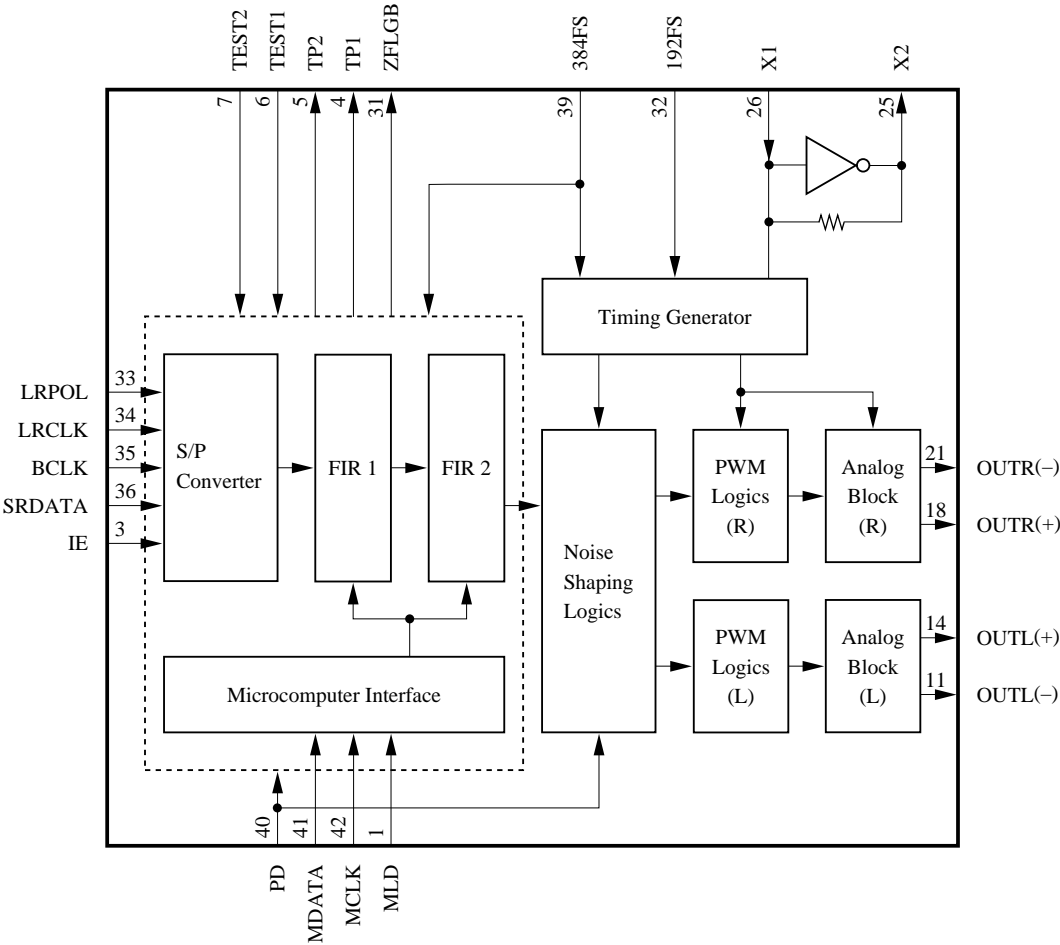 TEST2
TEST1
TP2
TP1
ZFLGB
384FS
192FS
X1
X2
7
6
5
4
31
39
32
26
25
Timing Generator
LRPOL
33
LRCLK
34
BCLK
35
SRDATA
36
IE
3
S/P
Converter
FIR 1
FIR 2
Noise
Shaping
Logics
PWM
Logics
(R)
Analog
Block
(R)
21
OUTR(–)
18
OUTR(+)
PWM
Logics
(L)
Analog
Block
(L)
14
OUTL(+)
11
OUTL(–)
Microcomputer Interface
40
41
42
1
PD
MDATA
MCLK
MLD